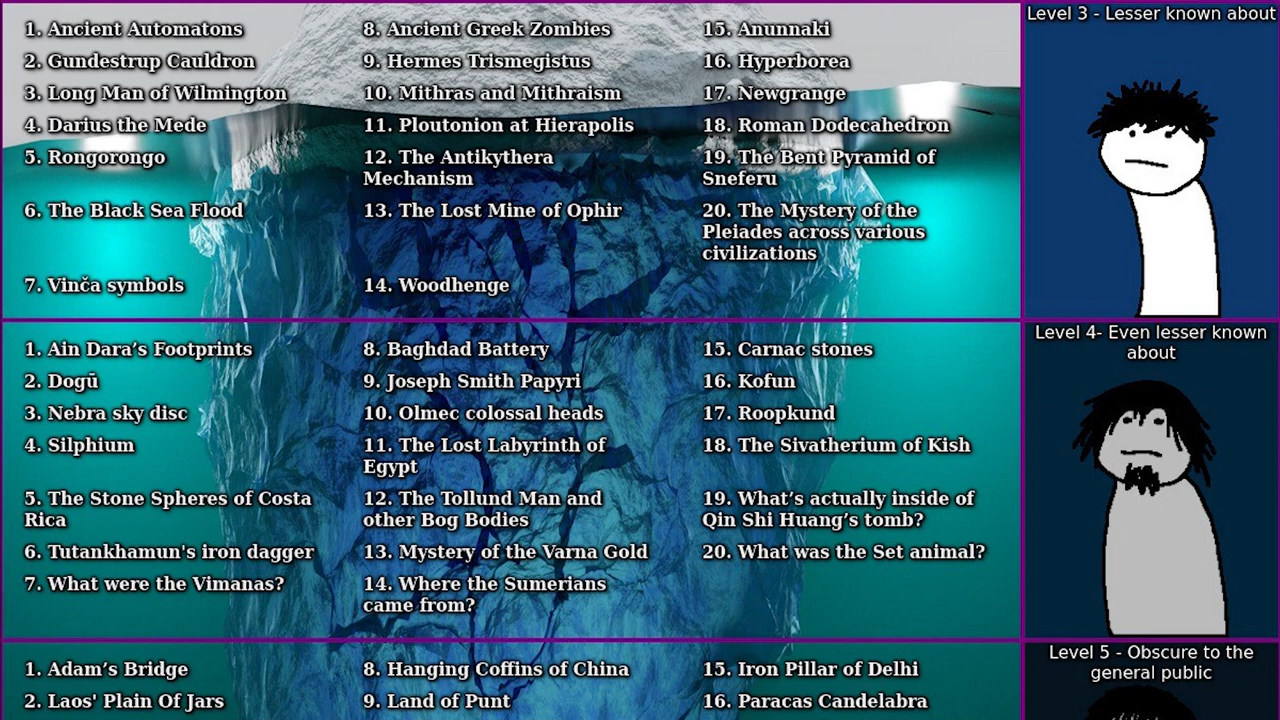 1. Ancient Automatons
2. Gundestrup Cauldron
3. Long Man of Wilmington
4. Darius the Mede
5. Rongorongo
6. The Black Sea Flood
7. Vinča symbols
8. Ancient Greek Zombies
9. Hermes Trismegistus
10. Mithras and Mithraism
11. Ploutonion at Hierapolis
12. The Antikythera
Mechanism
13. The Lost Mine of Ophir
14. Woodhenge
15. Anunnaki
16. Hyperborea
17. Newgrange
18. Roman Dodecahedron
19. The Bent Pyramid of
Sneferu
20. The Mystery of the
Pleiades across various
civilizations
Level 3 - Lesser known about
1. Ain Dara’s Footprints
2. Dogū
3. Nebra sky disc
4. Silphium
5. The Stone Spheres of Costa
Rica
6. Tutankhamun's iron dagger
7. What were the Vimanas?
8. Baghdad Battery
9. Joseph Smith Papyri
10. Olmec colossal heads
11. The Lost Labyrinth of
Egypt
12. The Tollund Man and
other Bog Bodies
13. Mystery of the Varna Gold
14. Where the Sumerians
came from?
15. Carnac stones
16. Kofun
17. Roopkund
18. The Sivatherium of Kish
19. What’s actually inside of
Qin Shi Huang’s tomb?
20. What was the Set animal?
Level 4- Even lesser known
about
1. Adam’s Bridge
2. Laos' Plain Of Jars
8. Hanging Coffins of China
9. Land of Punt
15. Iron Pillar of Delhi
16. Paracas Candelabra
Level 5 - Obscure to the
general public